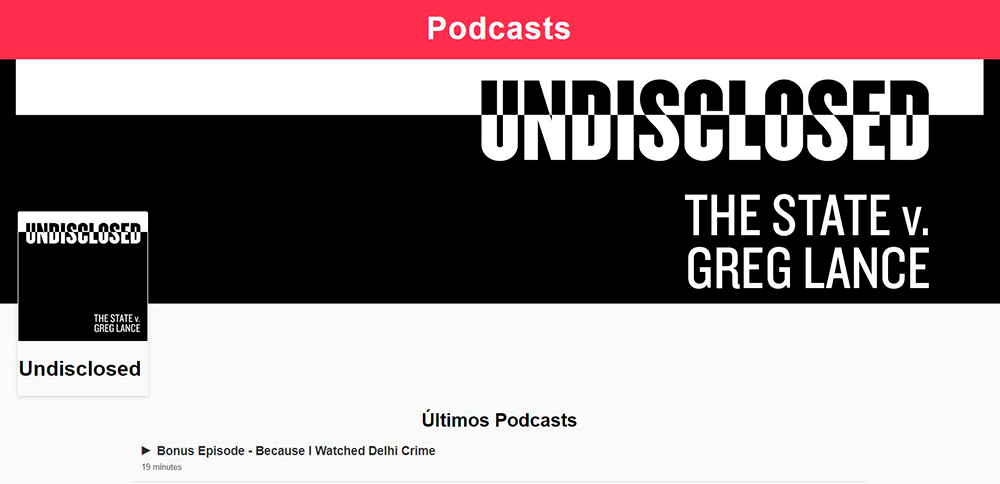 Podcasts
UNDISCLOSED
THE STATE v.
GREG LANCE
UNDISCLOSED
THE STATE v.
GREG LANCE
Undisclosed
Últimos Podcasts
Bonus Episode - Because I Watched Delhi Crime
19 minutes